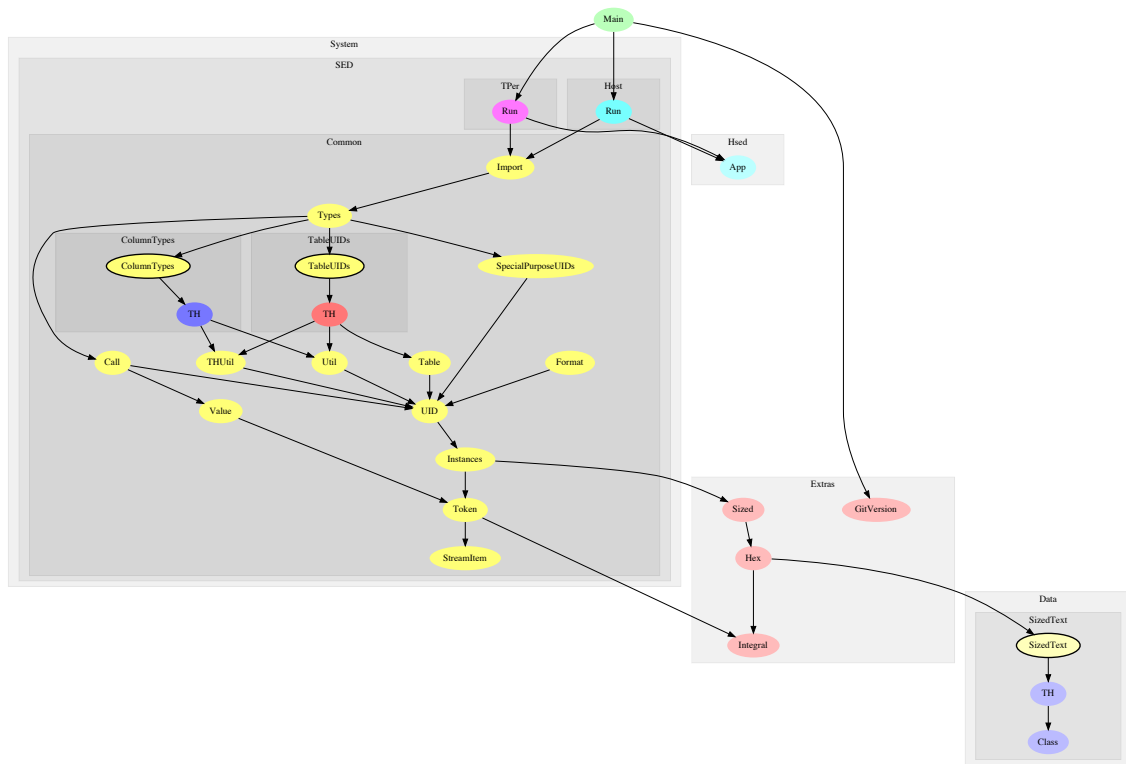 Main
System
SED
TPer
Host
Run
Run
Common
Hsed
Import
App
Types
ColumnTypes
TableUIDs
ColumnTypes
TableUIDs
SpecialPurposeUIDs
TH
TH
Call
THUtil
Util
Table
Format
Value
UID
Instances
Extras
Sized
GitVersion
Token
StreamItem
Hex
Data
SizedText
Integral
SizedText
TH
Class